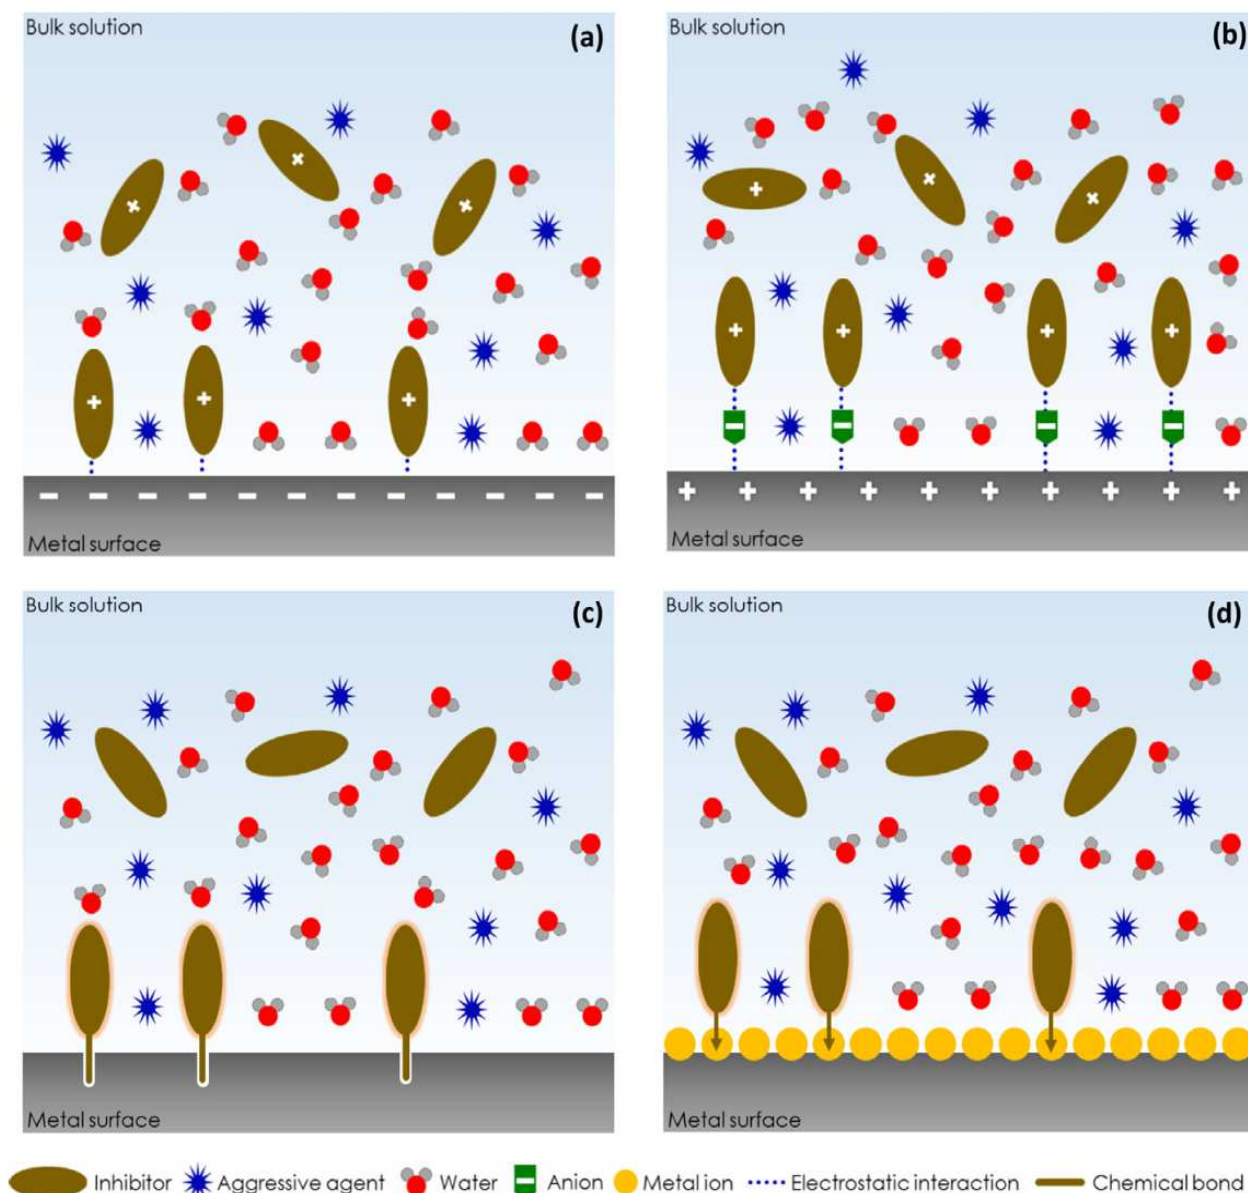 Bulk solution
(a)
Metal surface
Bulk solution
(b)
Metal surface
Bulk solution
(c)
Metal surface
Bulk solution
(d)
Metal surface
Inhibitor Aggressive agent Water Anion Metal ion Electrostatic interaction Chemical bond